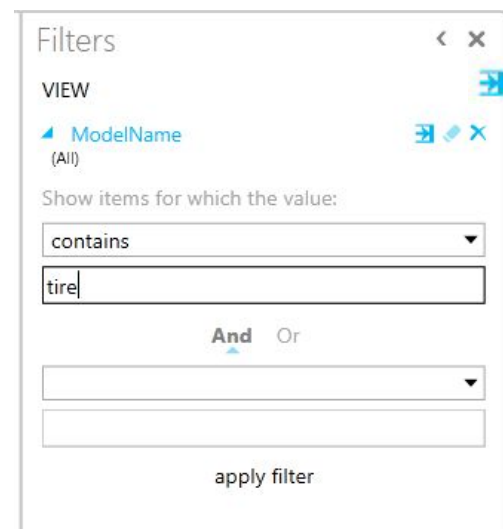 Filters
VIEW
ModelName
(All)
Show items for which the value:
contains
tire
And Or
apply filter